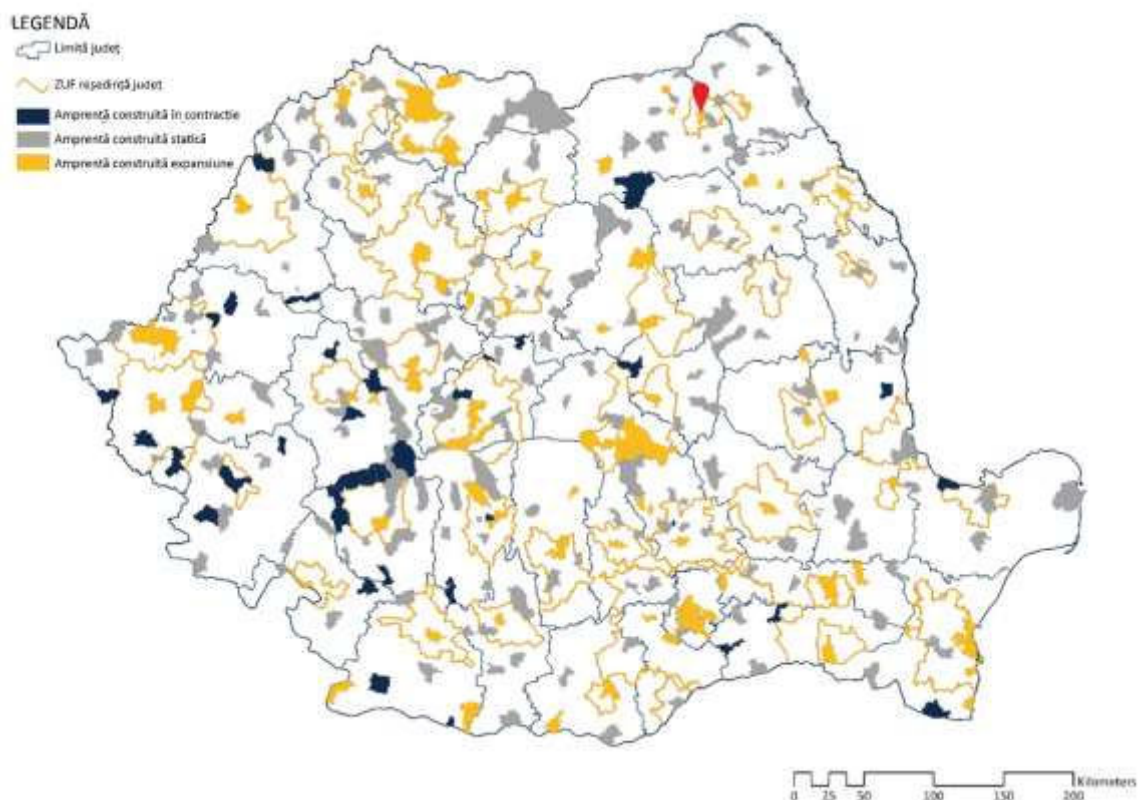 LEGENDĂ
Limită județ
ZUF reședință județ
Amprentă construită în contracție
Amprentă construită statică
Amprentă construită expansiune
Kilometers
0 25 50 100 150 200